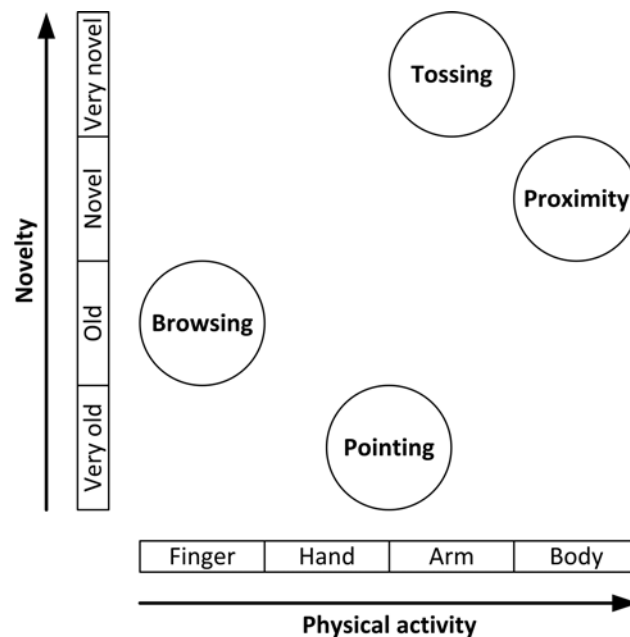 Very novel
Tossing
Novel
Proximity
Novelty
Old
Browsing
Very old
Pointing
Finger
Hand
Arm
Body
Physical activity